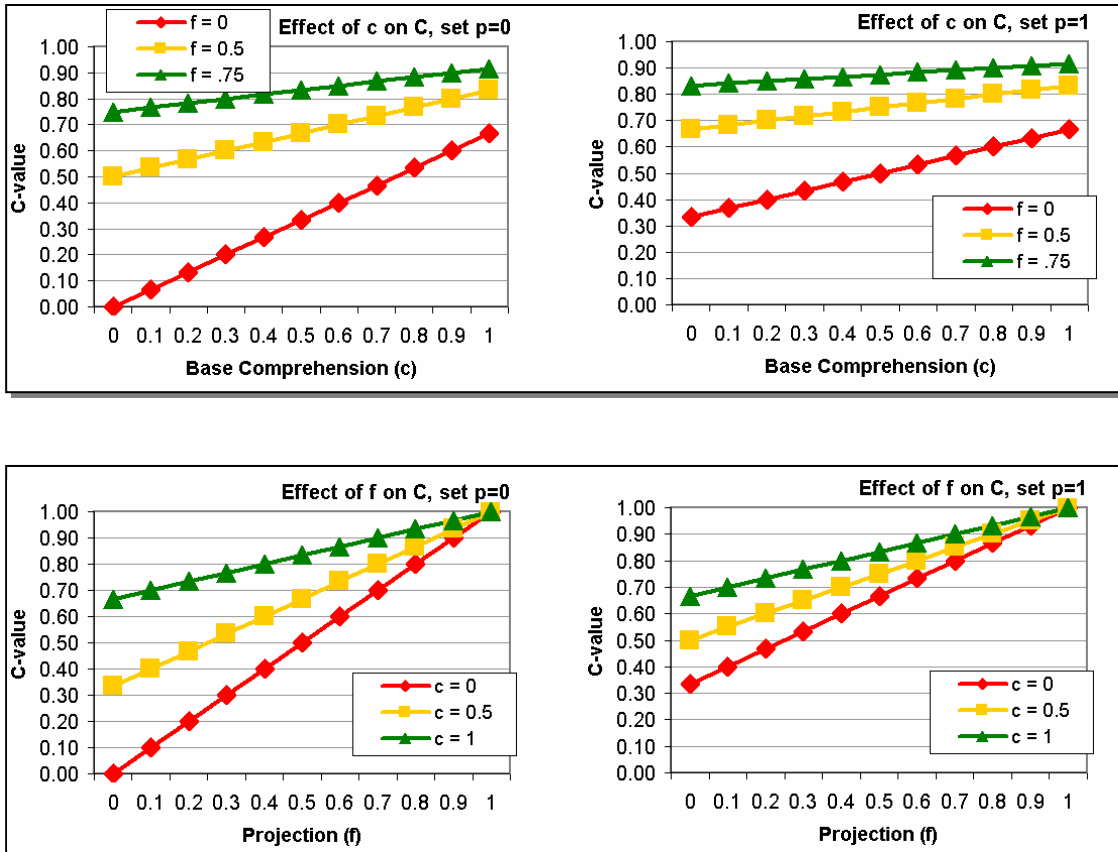 Effect of c on C, set p=0
f = 0
f = 0.5
f = .75
C-value
1.00
0.90
0.80
0.70
0.60
0.50
0.40
0.30
0.20
0.10
0.00
0 0.1 0.2 0.3 0.4 0.5 0.6 0.7 0.8 0.9 1
Base Comprehension (c)
Effect of c on C, set p=1
C-value
1.00
0.90
0.80
0.70
0.60
0.50
0.40
0.30
0.20
0.10
0.00
f = 0
f = 0.5
f = .75
0 0.1 0.2 0.3 0.4 0.5 0.6 0.7 0.8 0.9 1
Base Comprehension (c)
Effect of f on C, set p=0
C-value
1.00
0.90
0.80
0.70
0.60
0.50
0.40
0.30
0.20
0.10
0.00
c = 0
c = 0.5
c = 1
0 0.1 0.2 0.3 0.4 0.5 0.6 0.7 0.8 0.9 1
Projection (f)
Effect of f on C, set p=1
C-value
1.00
0.90
0.80
0.70
0.60
0.50
0.40
0.30
0.20
0.10
0.00
c = 0
c = 0.5
c = 1
0 0.1 0.2 0.3 0.4 0.5 0.6 0.7 0.8 0.9 1
Projection (f)